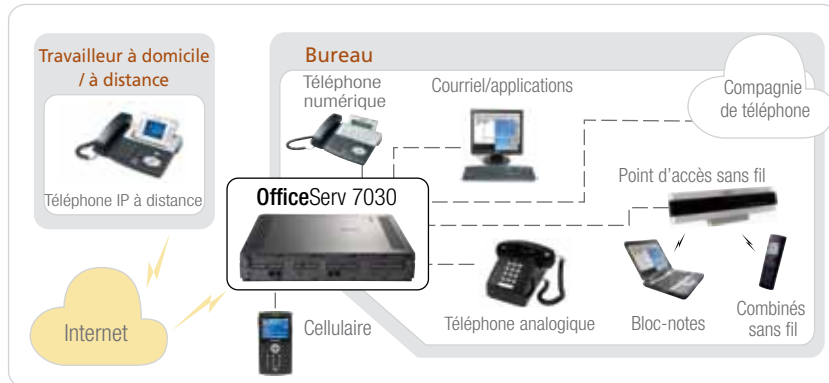 Travailleur à domicile
/ à distance
Téléphone IP à distance
Internet
Bureau
Téléphone
numérique
Courriel/applications
Compagnie
de téléphone
OfficeServ 7030
Point d'accès sans fil
Cellulaire
Téléphone analogique
Bloc-notes
Combinés
sans fil